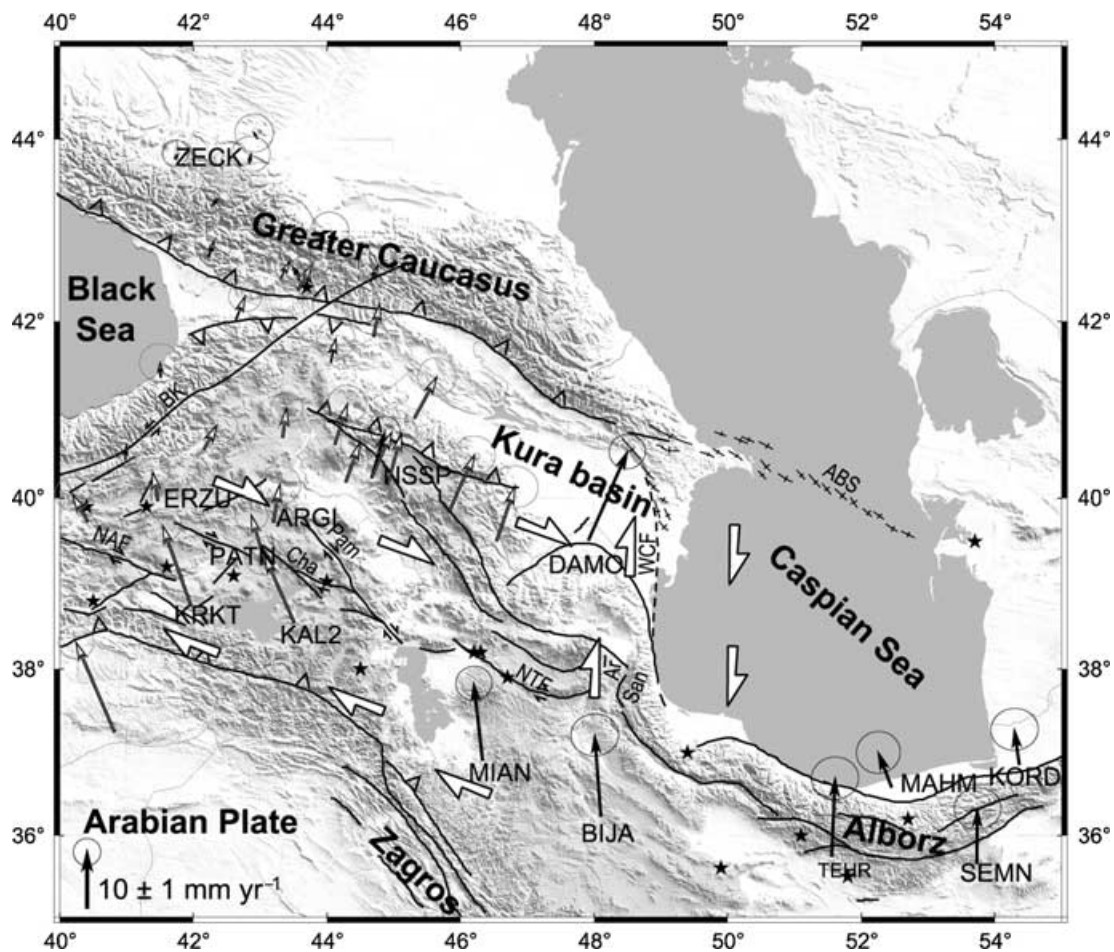 40° 42° 44° 46° 48° 50° 52° 54°
44° 44°
ZECK
Greater Caucasus
Black
Sea
42° 42°
BK
Kura basin
NSSP
ABS
40° 40°
ERZU
ARGI
Pam
NAF
PATN
Cha
DAMO
WCF
Caspian Sea
KRKT
KAL2
38° 38°
NTF
Ar
San
MIAN
MAHM
KORD
BIJA
Arabian Plate
Alborz
36° 36°
TEHR
SEMN
Zagros
10 ± 1 mm yr⁻¹
40° 42° 44° 46° 48° 50° 52° 54°